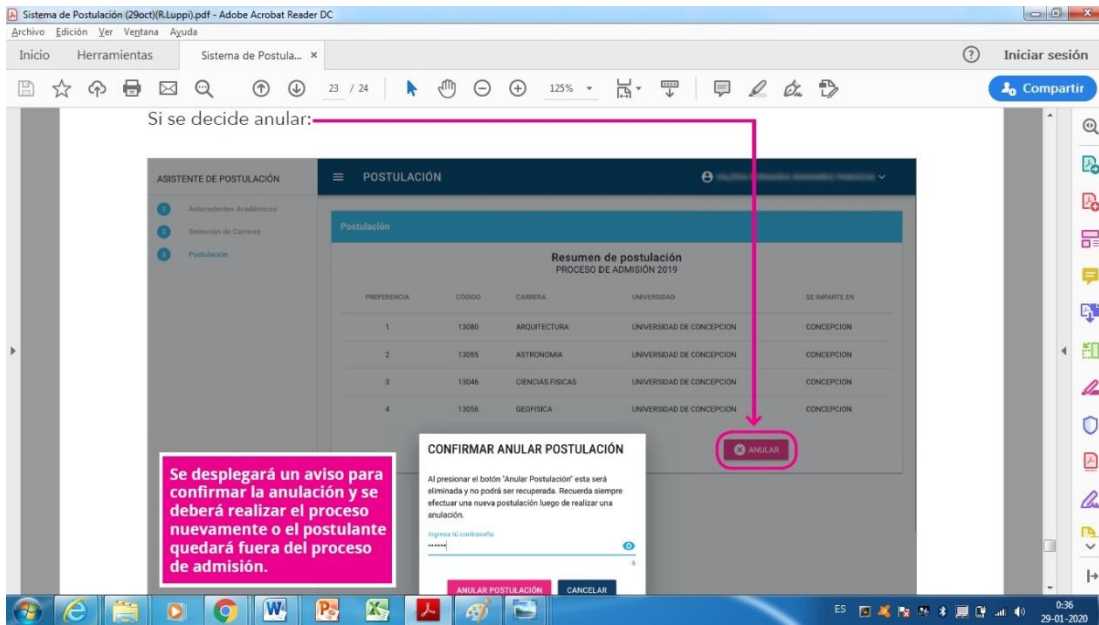 Sistema de Postulación (29oct)(R.Luppi).pdf - Adobe Acrobat Reader DC
Archivo Edición Ver Ventana Ayuda
Inicio Herramientas Sistema de Postula... × Iniciar sesión
23 / 24 125% Compartir
Si se decide anular:
ASISTENTE DE POSTULACIÓN
1 Antecedentes Académicos
2 Selección de Carreras
3 Postulación
POSTULACIÓN
Postulación
Resumen de postulación
PROCESO DE ADMISIÓN 2019
PREFERENCIA CÓDIGO CARRERA UNIVERSIDAD SE IMPARTE EN
1 13080 ARQUITECTURA UNIVERSIDAD DE CONCEPCION CONCEPCION
2 13055 ASTRONOMIA UNIVERSIDAD DE CONCEPCION CONCEPCION
3 13046 CIENCIAS FISICAS UNIVERSIDAD DE CONCEPCION CONCEPCION
4 13056 GEOFISICA UNIVERSIDAD DE CONCEPCION CONCEPCION
ANULAR
Se desplegará un aviso para
confirmar la anulación y se
deberá realizar el proceso
nuevamente o el postulante
quedará fuera del proceso
de admisión.
CONFIRMAR ANULAR POSTULACIÓN
Al presionar el botón "Anular Postulación" esta será
eliminada y no podrá ser recuperada. Recuerda siempre
efectuar una nueva postulación luego de realizar una
anulación.
Ingresa tú contraseña
••••••
6
ANULAR POSTULACIÓN CANCELAR
ES 0:36
29-01-2020